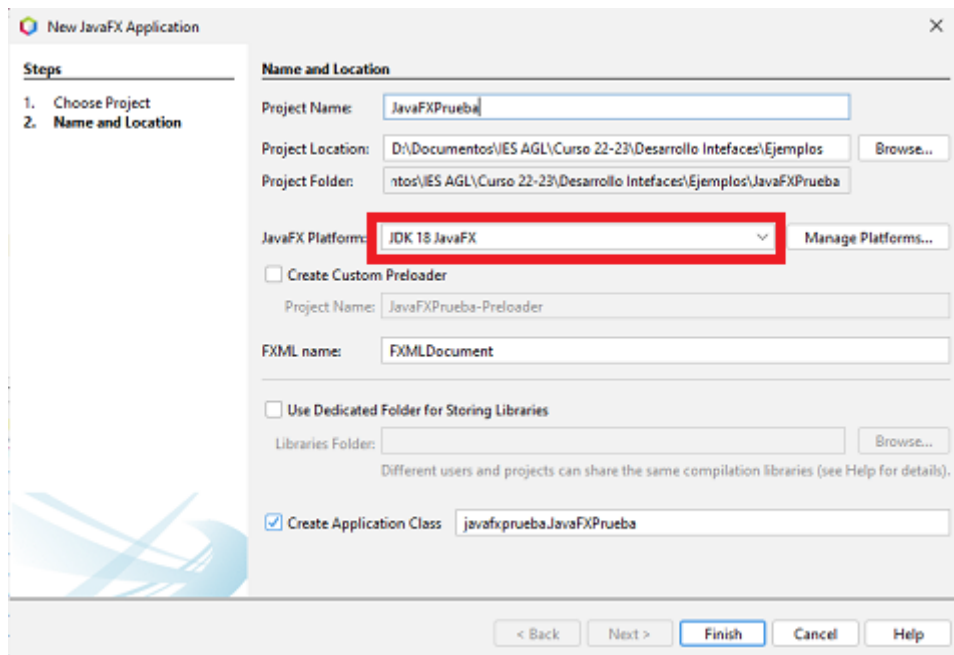 New JavaFX Application
Steps
1. Choose Project
2. Name and Location
Name and Location
Project Name: JavaFXPrueba
Project Location: D:\Documentos\IES AGL\Curso 22-23\Desarrollo Intefaces\Ejemplos Browse...
Project Folder: ntos\IES AGL\Curso 22-23\Desarrollo Intefaces\Ejemplos\JavaFXPrueba
JavaFX Platform: JDK 18 JavaFX Manage Platforms...
Create Custom Preloader
Project Name: JavaFXPrueba-Preloader
FXML name: FXMLDocument
Use Dedicated Folder for Storing Libraries
Libraries Folder: Browse...
Different users and projects can share the same compilation libraries (see Help for details).
Create Application Class javafxprueba.JavaFXPrueba
< Back Next > Finish Cancel Help